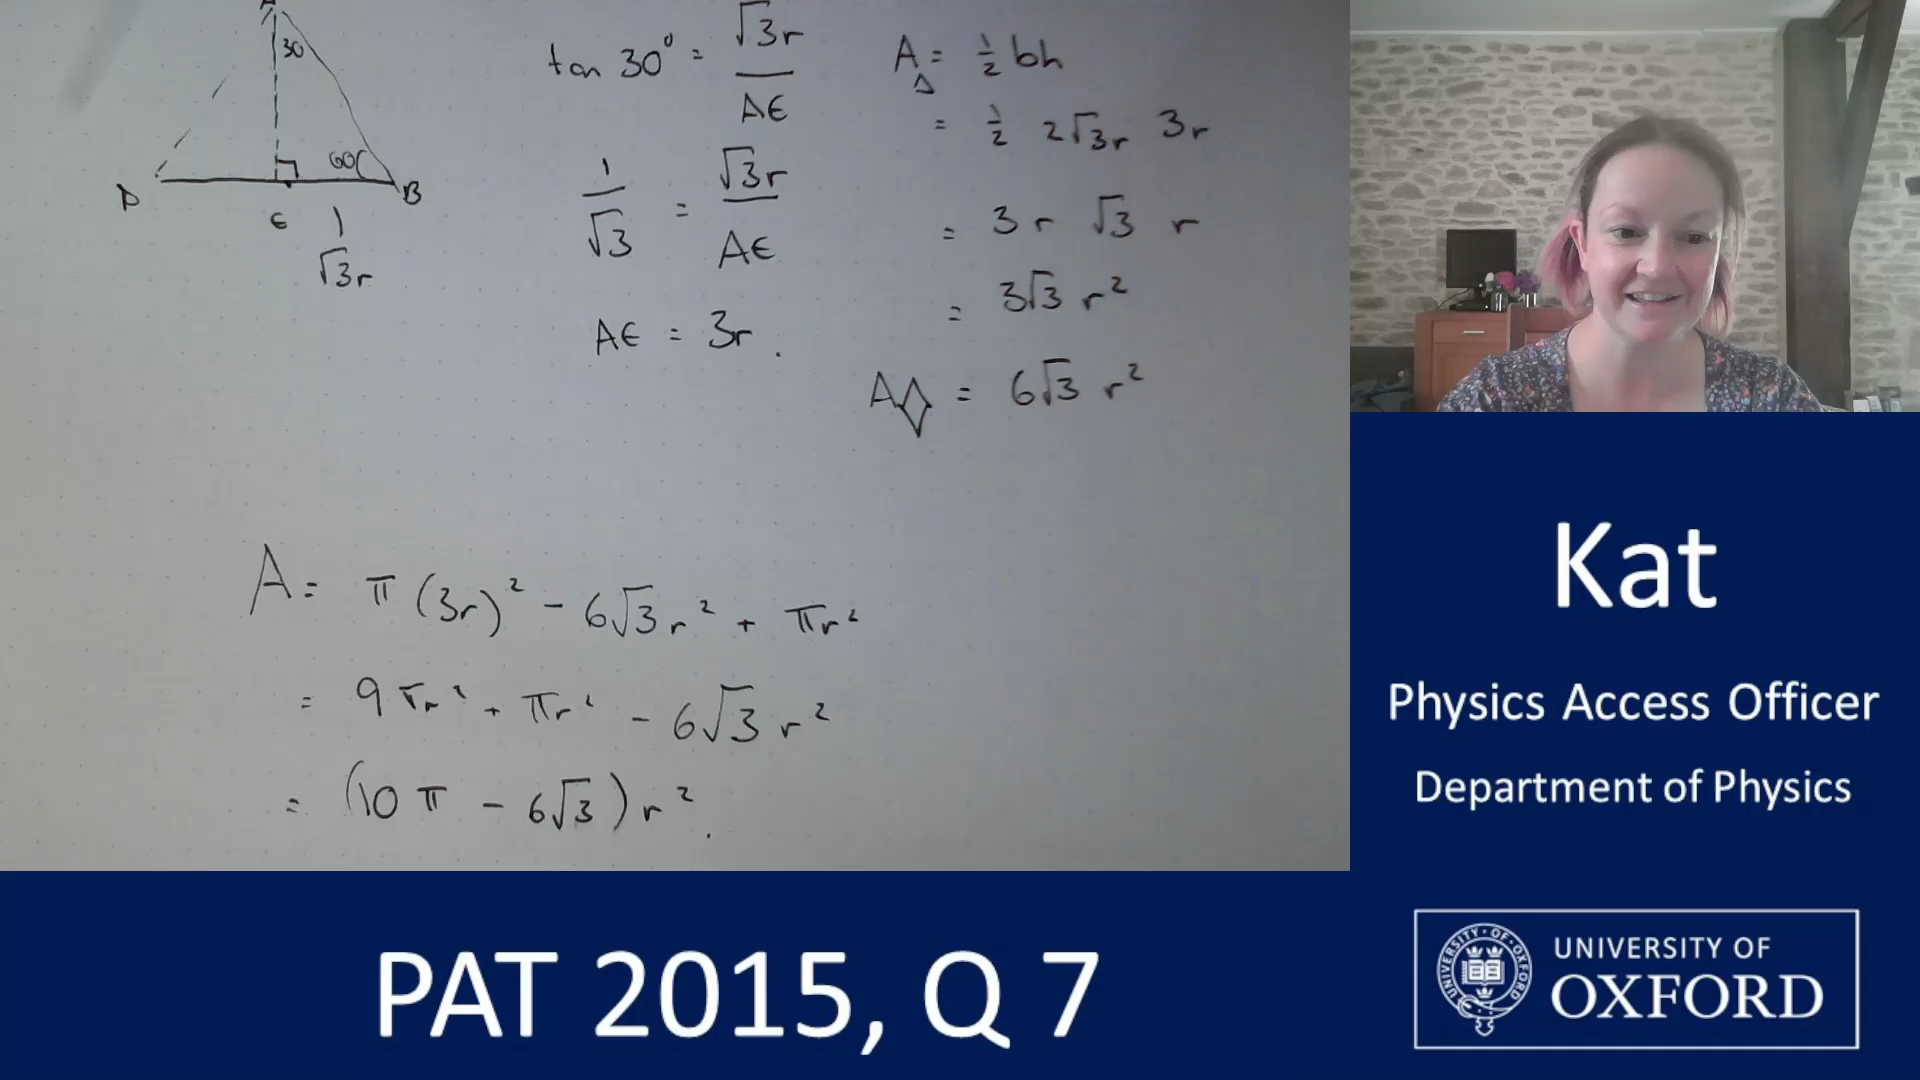 A
30
60
D
E
B
√3r
tan 30° = √3r / AE
1/√3 = √3r / AE
AE = 3r.
A△ = ½ bh
= ½ 2√3r 3r
= 3r √3 r
= 3√3 r²
A◊ = 6√3 r²
A = π(3r)² - 6√3 r² + πr²
= 9πr² + πr² - 6√3 r²
= (10π - 6√3) r².
Kat
Physics Access Officer
Department of Physics
PAT 2015, Q 7
UNIVERSITY OF
OXFORD